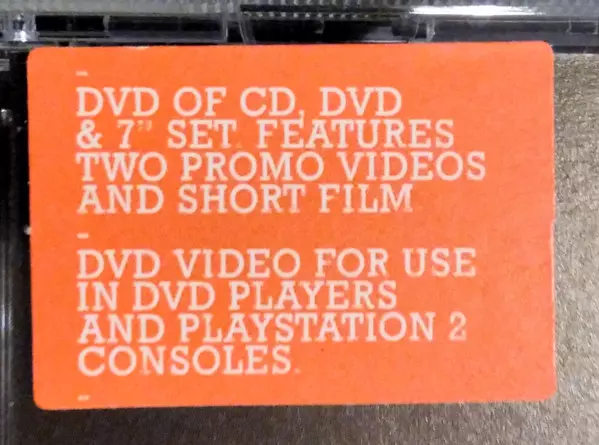 –
DVD OF CD, DVD
& 7" SET. FEATURES
TWO PROMO VIDEOS
AND SHORT FILM
–
DVD VIDEO FOR USE
IN DVD PLAYERS
AND PLAYSTATION 2
CONSOLES.
–